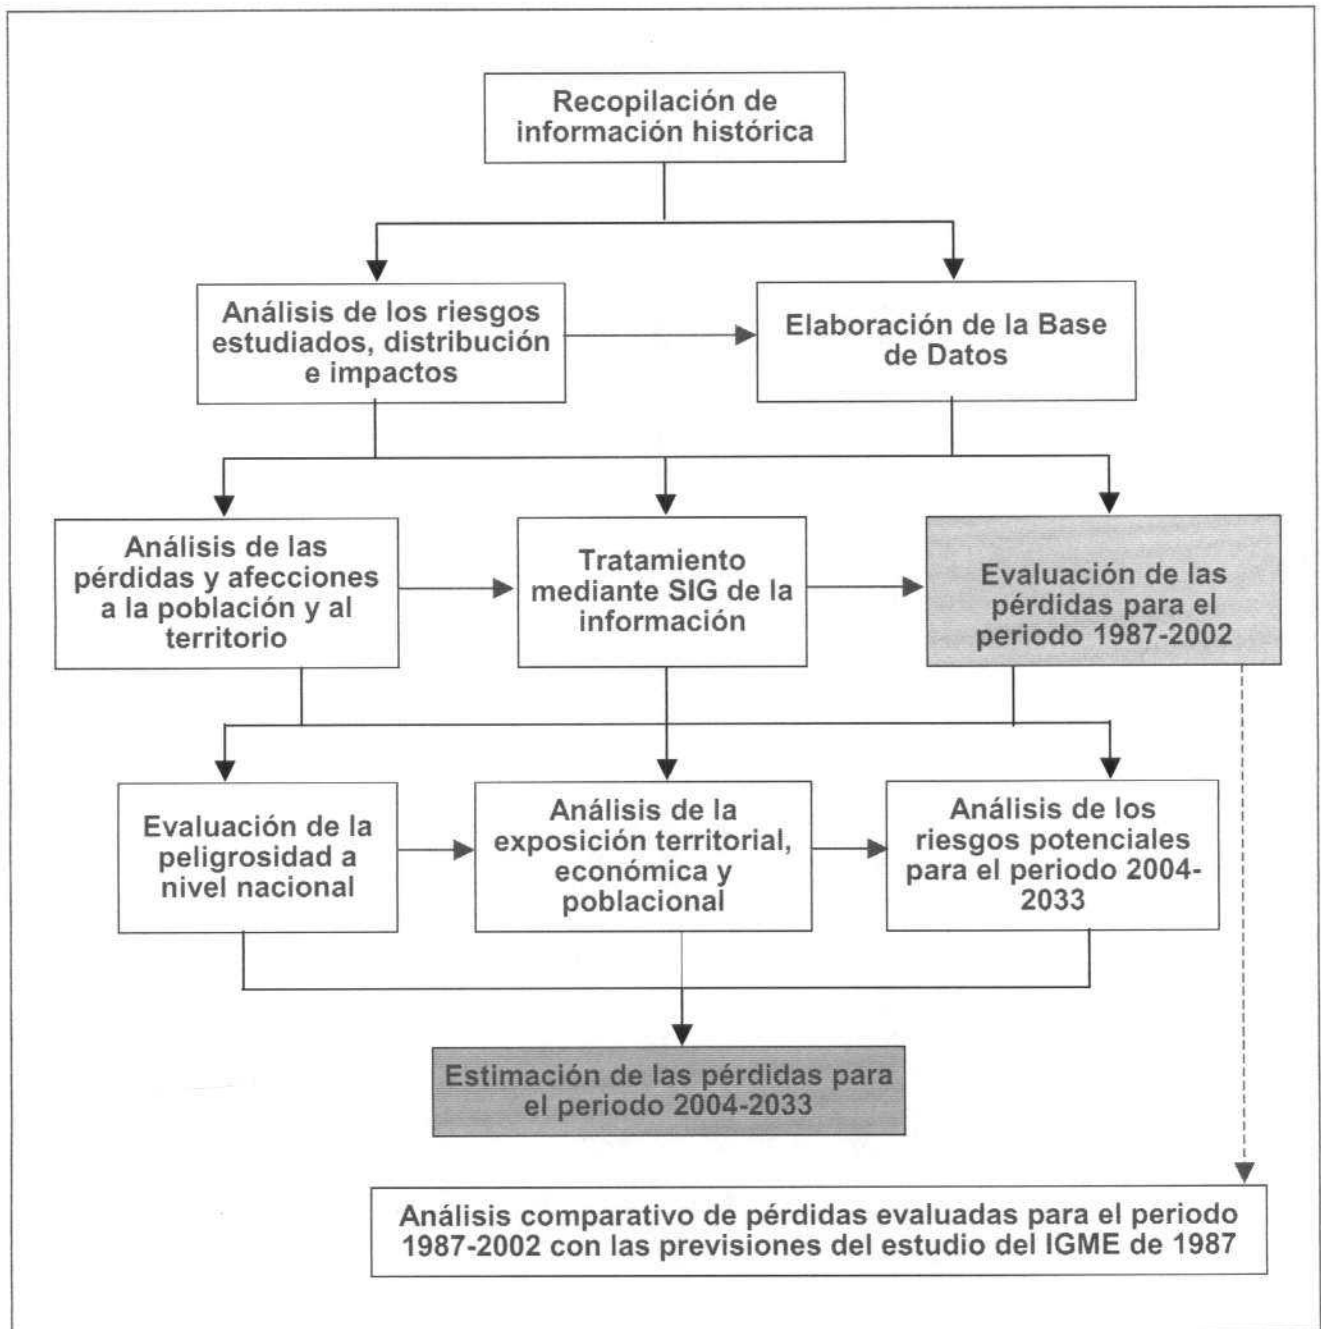 Recopilación de
información histórica
Análisis de los riesgos
estudiados, distribución
e impactos
Elaboración de la Base
de Datos
Análisis de las
pérdidas y afecciones
a la población y al
territorio
Tratamiento
mediante SIG de la
información
Evaluación de las
pérdidas para el
periodo 1987-2002
Evaluación de la
peligrosidad a
nivel nacional
Análisis de la
exposición territorial,
económica y
poblacional
Análisis de los
riesgos potenciales
para el periodo 2004-
2033
Estimación de las pérdidas para
el periodo 2004-2033
Análisis comparativo de pérdidas evaluadas para el periodo
1987-2002 con las previsiones del estudio del IGME de 1987